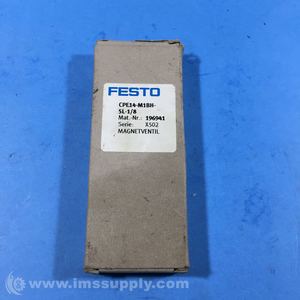 FESTO
CPE14-M1BH-
5L-1/8
Mat.-Nr.: 196941
Serie: X502
MAGNETVENTIL
www.imssupply.com